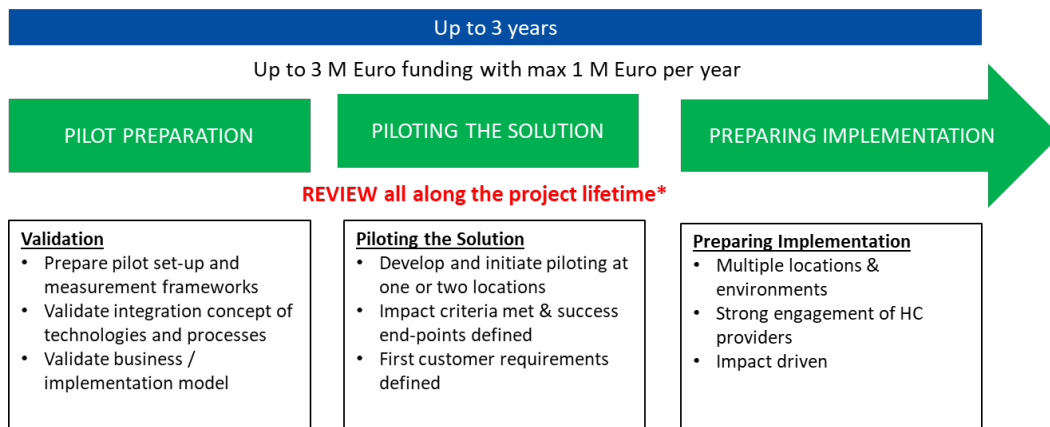 Up to 3 years
Up to 3 M Euro funding with max 1 M Euro per year
PILOT PREPARATION
PILOTING THE SOLUTION
PREPARING IMPLEMENTATION
REVIEW all along the project lifetime*
Validation
• Prepare pilot set-up and
measurement frameworks
• Validate integration concept of
technologies and processes
• Validate business /
implementation model
Piloting the Solution
• Develop and initiate piloting at
one or two locations
• Impact criteria met & success
end-points defined
• First customer requirements
defined
Preparing Implementation
• Multiple locations &
environments
• Strong engagement of HC
providers
• Impact driven